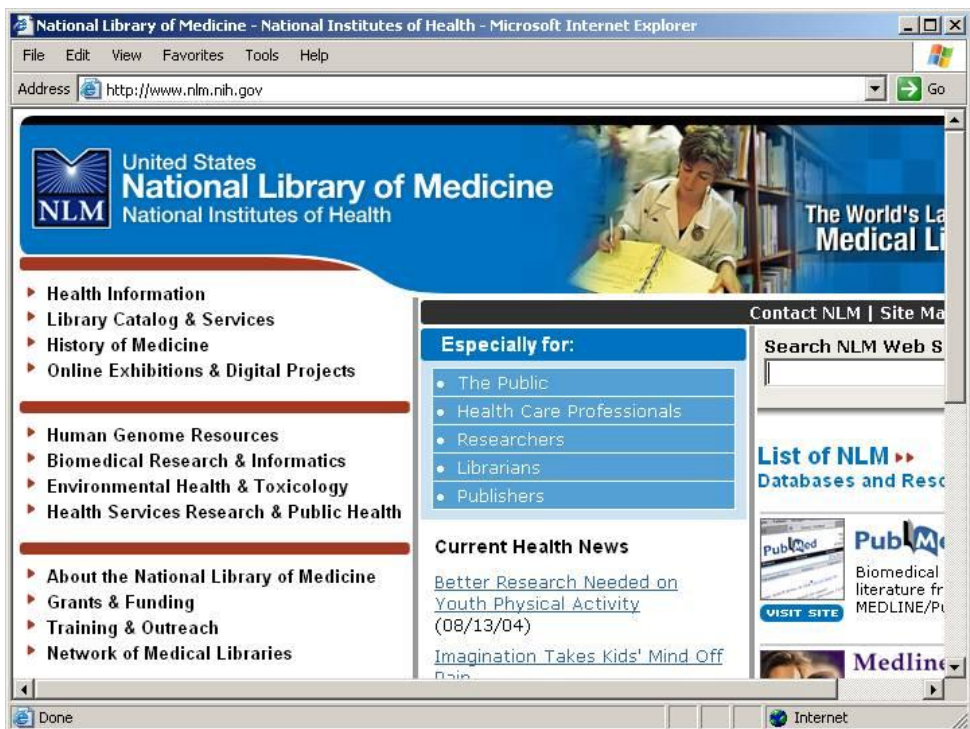 National Library of Medicine - National Institutes of Health - Microsoft Internet Explorer
File Edit View Favorites Tools Help
Address http://www.nlm.nih.gov Go
NLM
United States
National Library of Medicine
National Institutes of Health
The World's La
Medical Li
Health Information
Library Catalog & Services
History of Medicine
Online Exhibitions & Digital Projects
Human Genome Resources
Biomedical Research & Informatics
Environmental Health & Toxicology
Health Services Research & Public Health
About the National Library of Medicine
Grants & Funding
Training & Outreach
Network of Medical Libraries
Contact NLM | Site Ma
Especially for:
The Public
Health Care Professionals
Researchers
Librarians
Publishers
Current Health News
Better Research Needed on
Youth Physical Activity
(08/13/04)
Imagination Takes Kids' Mind Off
Pain
Search NLM Web S
List of NLM
Databases and Reso
PubMed
VISIT SITE
PubMe
Biomedical
literature fr
MEDLINE/Pu
Medline
Done
Internet